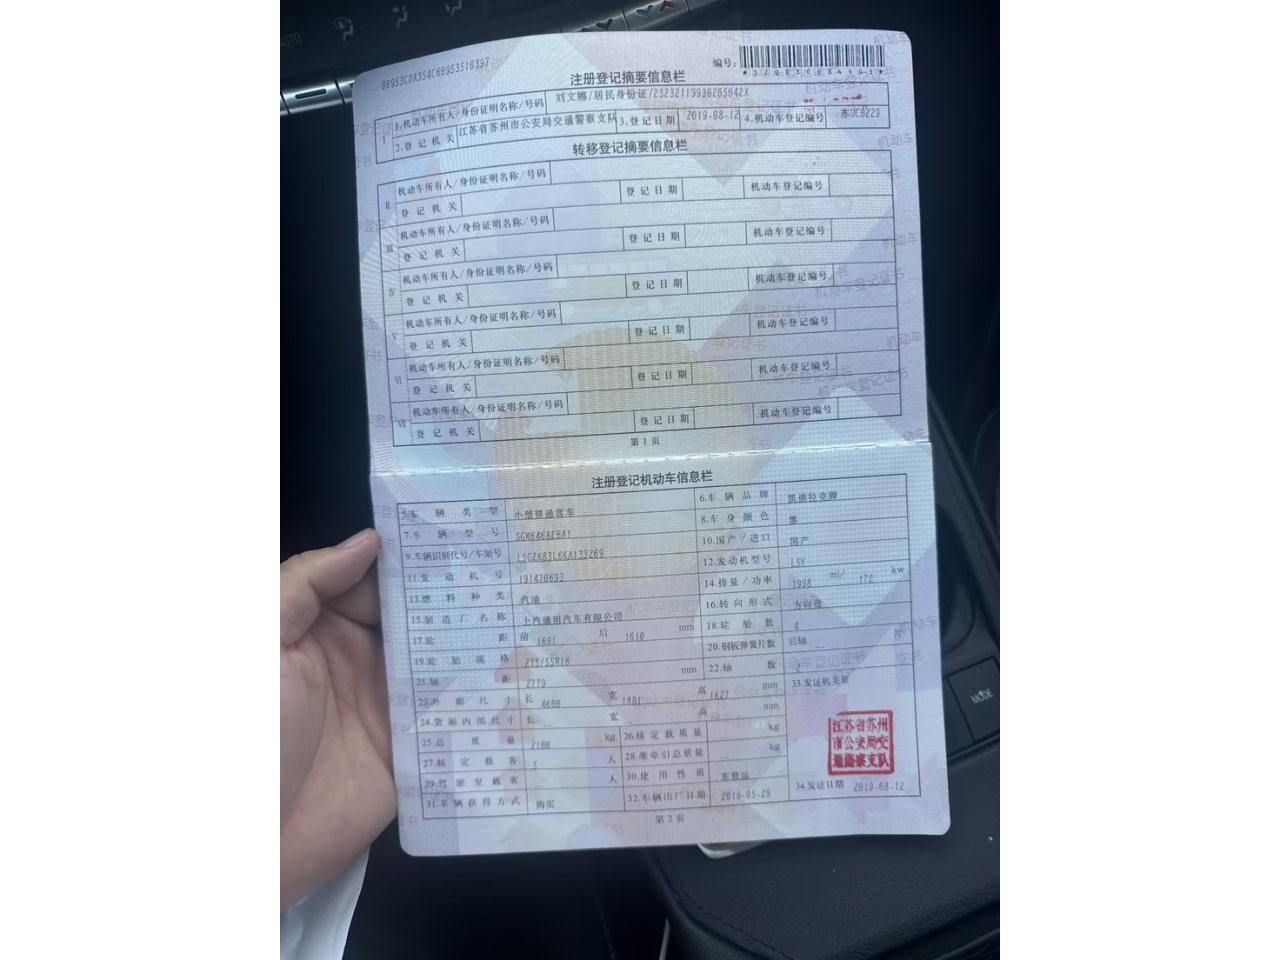 编号:
注册登记摘要信息栏
I 1.机动车所有人/身份证明名称/号码 刘文娜/居民身份证/23232119930205042X
2.登记机关 江苏省苏州市公安局交通警察支队 3.登记日期 2019-08-12 4.机动车登记编号
转移登记摘要信息栏
II 机动车所有人/身份证明名称/号码
登记机关 登记日期 机动车登记编号
III 机动车所有人/身份证明名称/号码
登记机关 登记日期 机动车登记编号
IV 机动车所有人/身份证明名称/号码
登记机关 登记日期 机动车登记编号
V 机动车所有人/身份证明名称/号码
登记机关 登记日期 机动车登记编号
VI 机动车所有人/身份证明名称/号码
登记机关 登记日期 机动车登记编号
VII 机动车所有人/身份证明名称/号码
登记机关 登记日期 机动车登记编号
第 1 页
注册登记机动车信息栏
5.车辆类型 小型普通客车 6.车辆品牌 凯迪拉克牌
7.车辆型号 SGM6468EBA1 8.车身颜色 黑
9.车辆识别代号/车架号 LSGZK83L6KA133269 10.国产/进口 国产
11.发动机号 191470693 12.发动机型号 LSY
13.燃料种类 汽油 14.排量/功率 1998 ml/ 172 kw
15.制造厂名称 上汽通用汽车有限公司 16.转向形式 方向盘
17.轮距 前 1601 后 1610 mm 18.轮胎数 4
19.轮胎规格 235/55R18 20.钢板弹簧片数 后轴 -- 片
21.轴距 2779 mm 22.轴数 2
23.外廓尺寸 长 4600 宽 1881 高 1627 mm 33.发证机关章
24.货厢内部尺寸 长 -- 宽 -- 高 -- mm
25.总质量 2100 kg 26.核定载质量 -- kg
27.核定载客 5 人 28.准牵引总质量 -- kg
29.驾驶室载客 -- 人 30.使用性质 非营运
31.车辆获得方式 购买 32.车辆出厂日期 2019-05-29 34.发证日期 2019-08-12
江苏省苏州
市公安局交
通警察支队
第 2 页
MODE